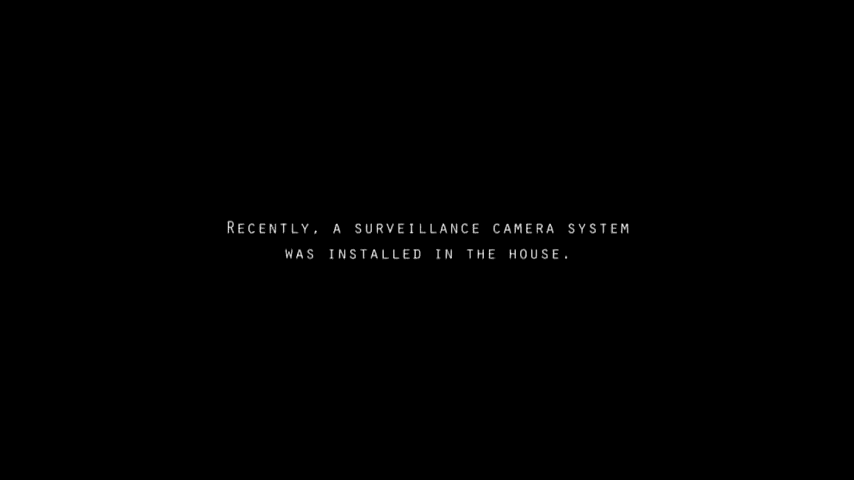 Recently, a surveillance camera system
was installed in the house.